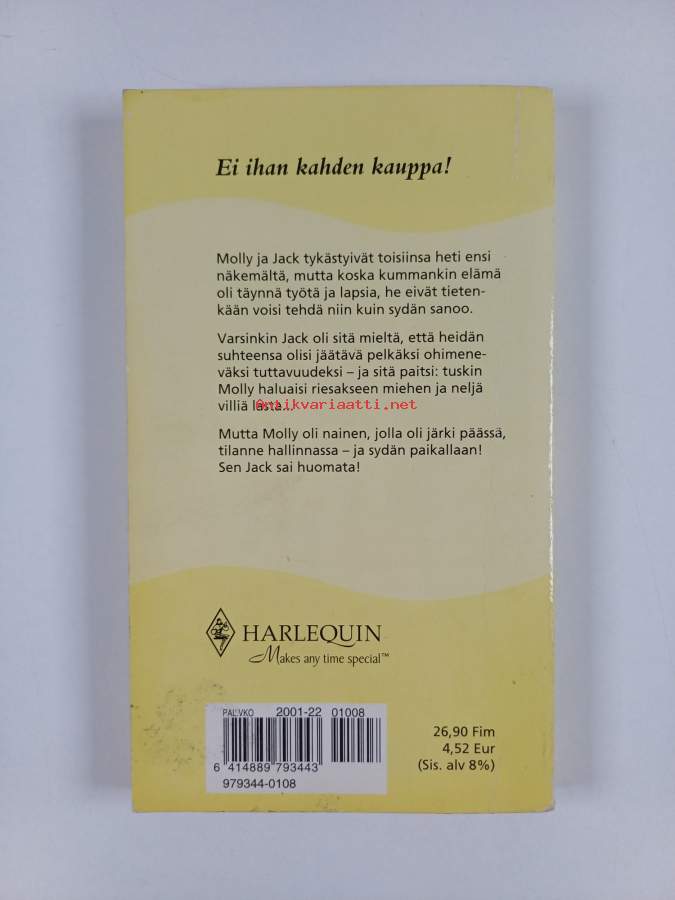 Ei ihan kahden kauppa!
Molly ja Jack tykästyivät toisiinsa heti ensi
näkemältä, mutta koska kummankin elämä
oli täynnä työtä ja lapsia, he eivät tieten-
kään voisi tehdä niin kuin sydän sanoo.
Varsinkin Jack oli sitä mieltä, että heidän
suhteensa olisi jäätävä pelkäksi ohimene-
väksi tuttavuudeksi – ja sitä paitsi: tuskin
Molly haluaisi riesakseen miehen ja neljä
villiä lasta...
Antikvariaatti.net
Mutta Molly oli nainen, jolla oli järki päässä,
tilanne hallinnassa – ja sydän paikallaan!
Sen Jack sai huomata!
HARLEQUIN
Makes any time special™
PAL.VKO 2001-22 01008
6 414889 793443
979344-0108
26,90 Fim
4,52 Eur
(Sis. alv 8%)